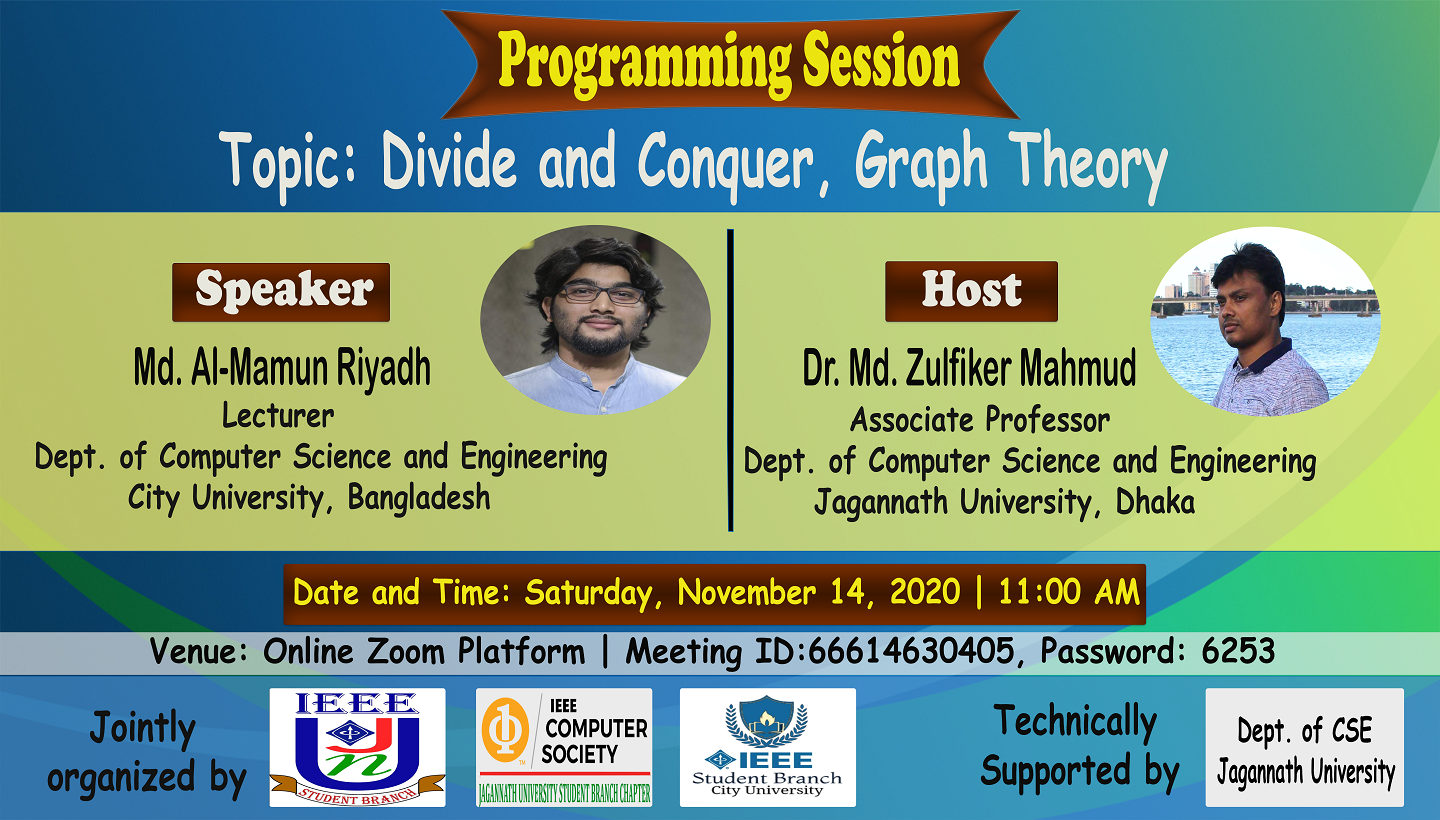 Programming Session
Topic: Divide and Conquer, Graph Theory
Speaker
Md. Al-Mamun Riyadh
Lecturer
Dept. of Computer Science and Engineering
City University, Bangladesh
Host
Dr. Md. Zulfiker Mahmud
Associate Professor
Dept. of Computer Science and Engineering
Jagannath University, Dhaka
Date and Time: Saturday, November 14, 2020 | 11:00 AM
Venue: Online Zoom Platform | Meeting ID:66614630405, Password: 6253
Jointly
organized by
IEEE
Jn
U
STUDENT BRANCH
IEEE
COMPUTER
SOCIETY
TM
JAGANNATH UNIVERSITY STUDENT BRANCH CHAPTER
IEEE
Student Branch
City University
Technically
Supported by
Dept. of CSE
Jagannath University